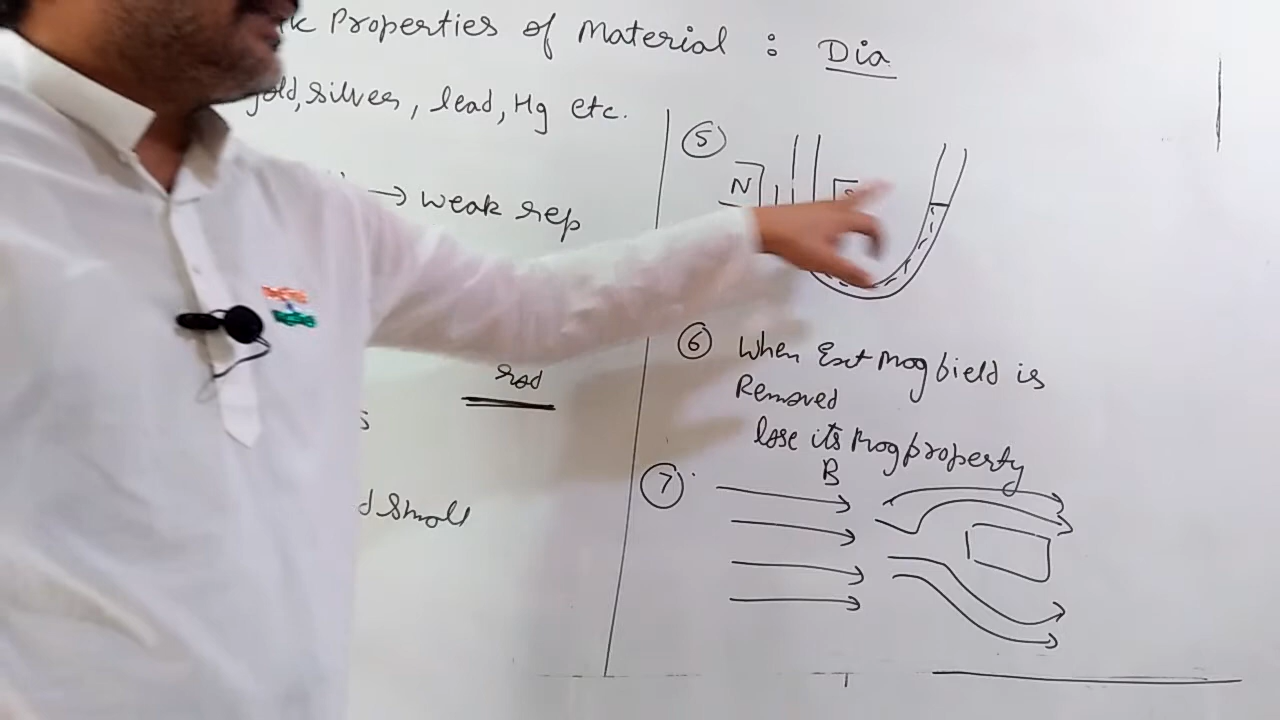 Properties of Material : Dia
gold, silver, lead, Hg etc.
→ weak rep
rod
Small
5
N
6 When Ext Mag field is
Removed
lose its Mag property
7
B